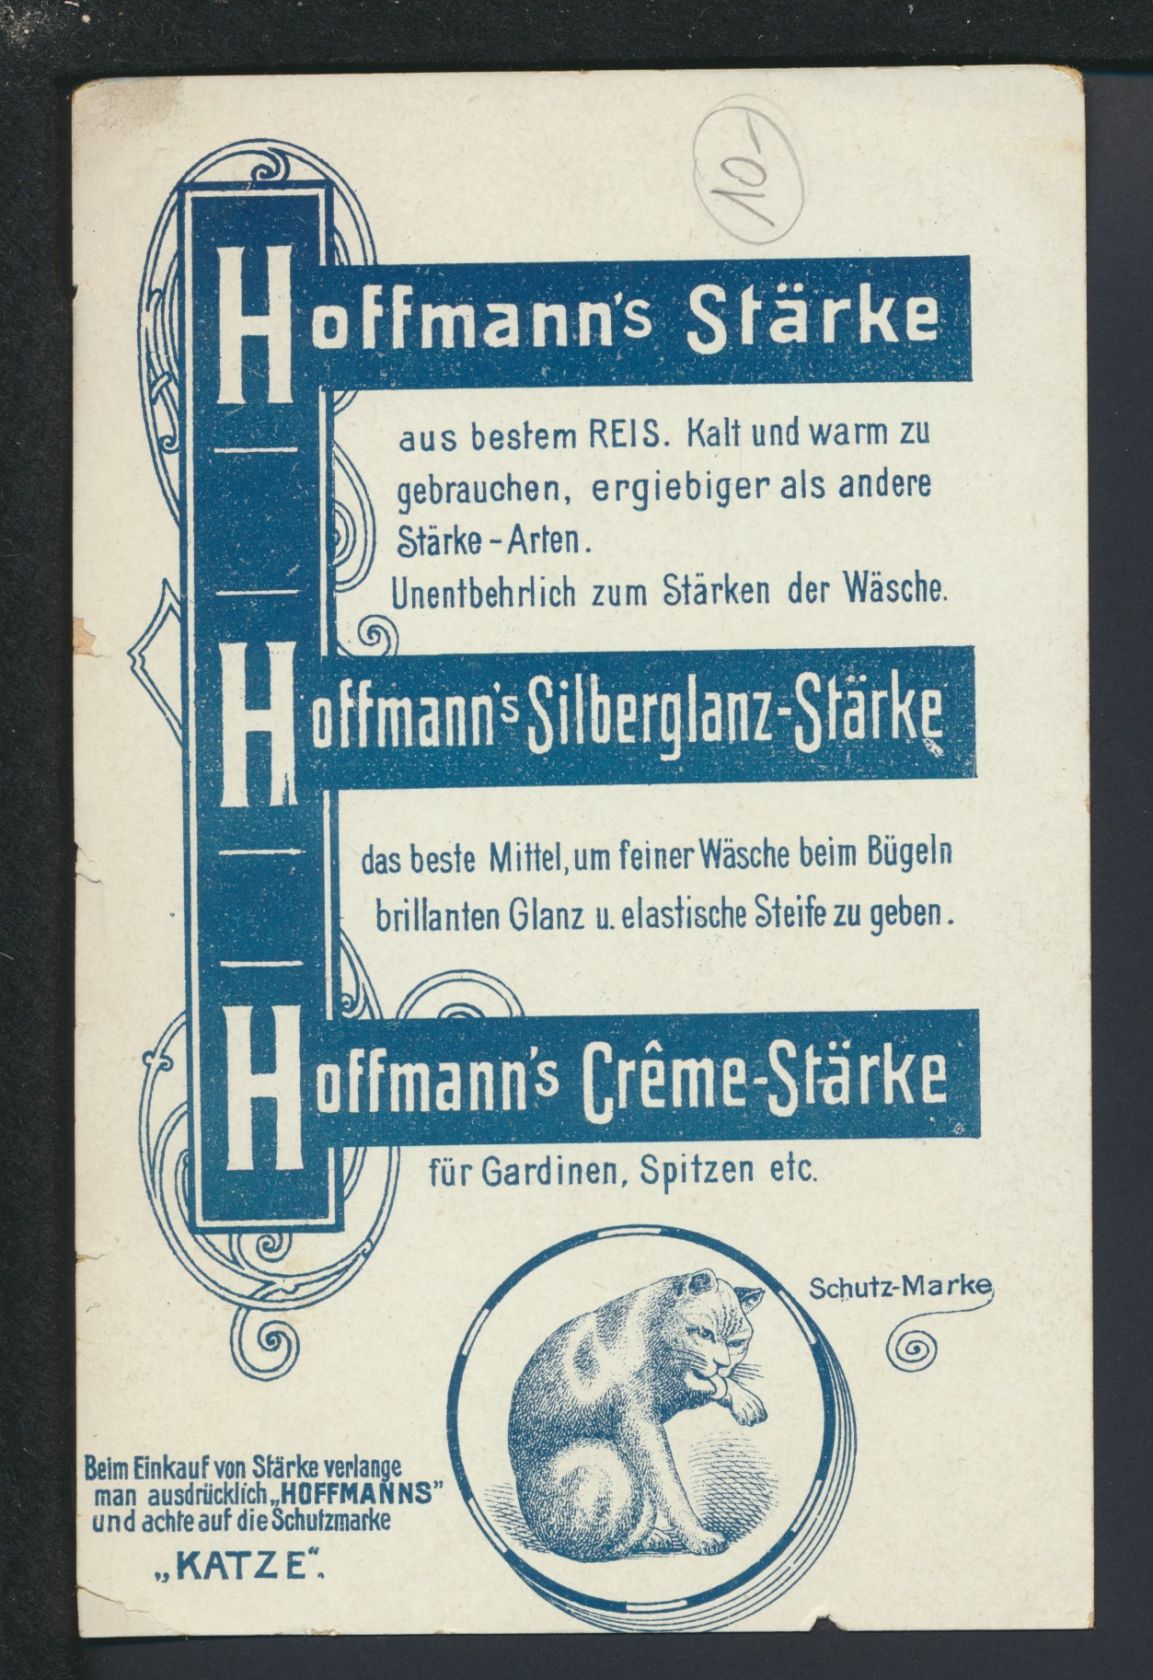 10-
Hoffmann's Stärke
aus bestem REIS. Kalt und warm zu
gebrauchen, ergiebiger als andere
Stärke-Arten.
Unentbehrlich zum Stärken der Wäsche.
Hoffmann's Silberglanz-Stärke
das beste Mittel, um feiner Wäsche beim Bügeln
brillanten Glanz u. elastische Steife zu geben.
Hoffmann's Crême-Stärke
für Gardinen, Spitzen etc.
Schutz-Marke
Beim Einkauf von Stärke verlange
man ausdrücklich „HOFFMANNS"
und achte auf die Schutzmarke
„KATZE“.